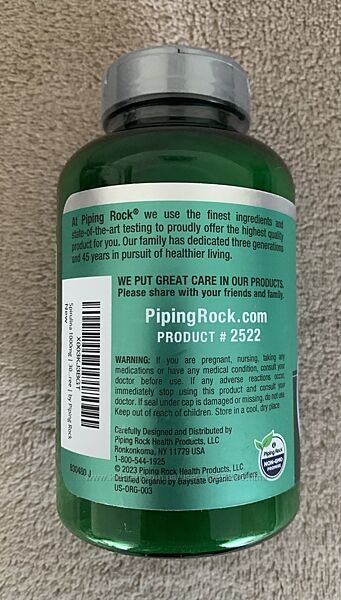 At Piping Rock® we use the finest ingredients and
state-of-the-art testing to proudly offer the highest quality
product for you. Our family has dedicated three generations
and 45 years in pursuit of healthier living.
WE PUT GREAT CARE IN OUR PRODUCTS.
Please share with your friends and family.
PipingRock.com
PRODUCT # 2522
WARNING: If you are pregnant, nursing, taking any
medications or have any medical condition, consult your
doctor before use. If any adverse reactions occur,
immediately stop using this product and consult your
doctor. If seal under cap is damaged or missing, do not use.
Keep out of reach of children. Store in a cool, dry place.
Carefully Designed and Distributed by
Piping Rock Health Products, LLC
Ronkonkoma, NY 11779 USA
1-800-544-1925
© 2023 Piping Rock Health Products, LLC
Certified Organic by Baystate Organic Certifiers
US-ORG-003
Piping Rock
NON-GMO
PROMISE
New